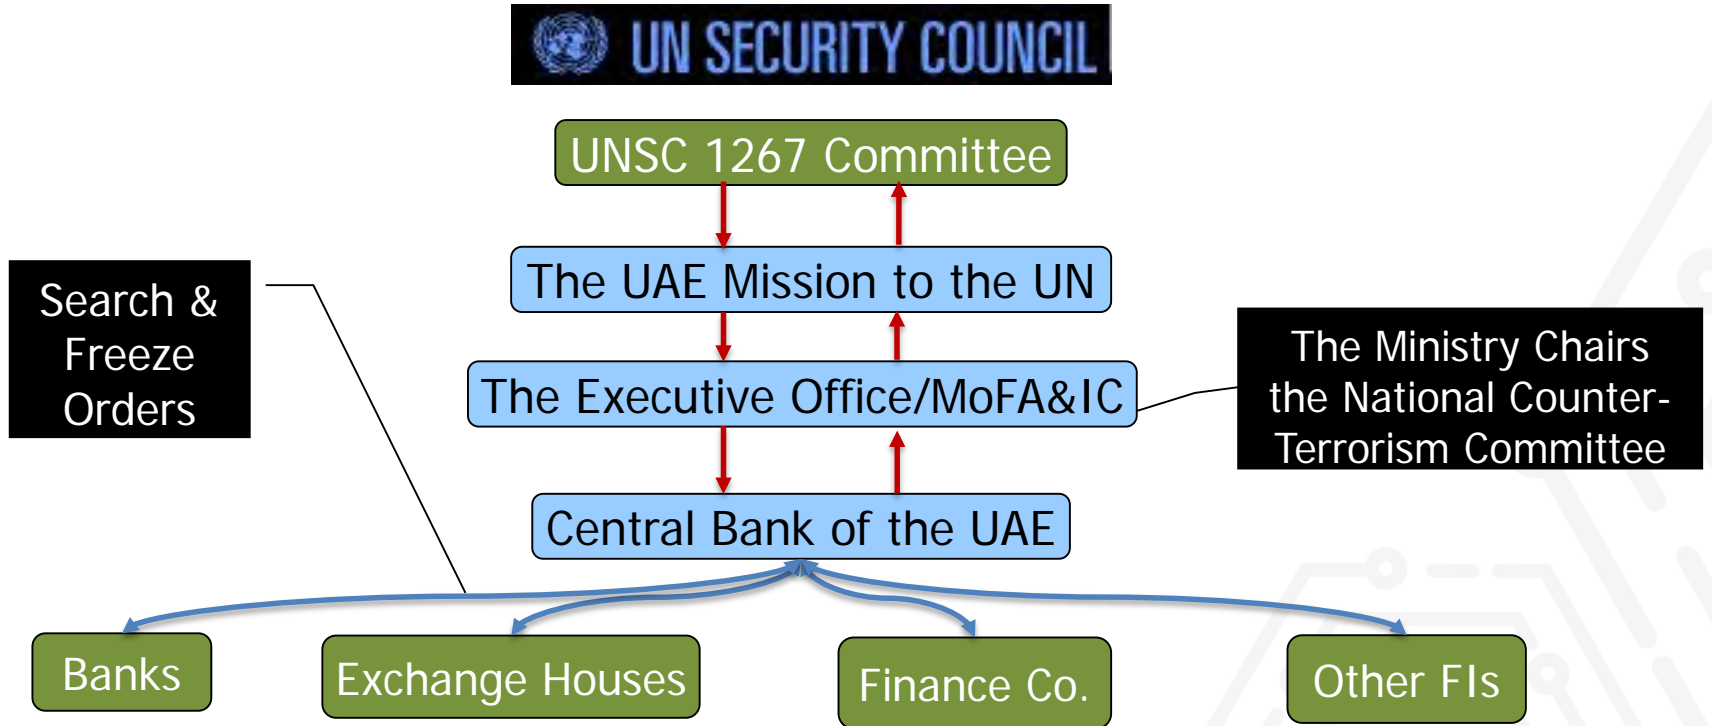 UN SECURITY COUNCIL
UNSC 1267 Committee
The UAE Mission to the UN
Search &
Freeze
Orders
The Executive Office/MoFA&IC
The Ministry Chairs
the National Counter-
Terrorism Committee
Central Bank of the UAE
Banks
Exchange Houses
Finance Co.
Other FIs